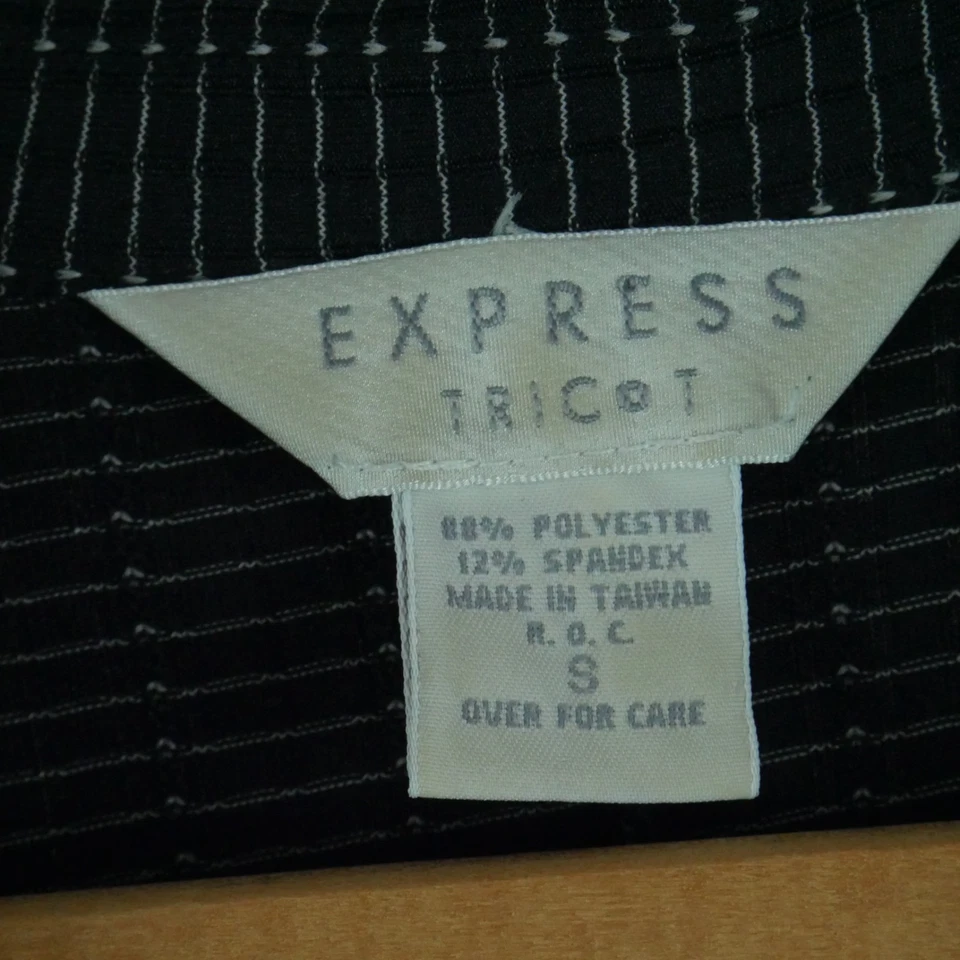 EXPRESS
TRICOT
88% POLYESTER
12% SPANDEX
MADE IN TAIWAN
R. O. C.
S
OVER FOR CARE